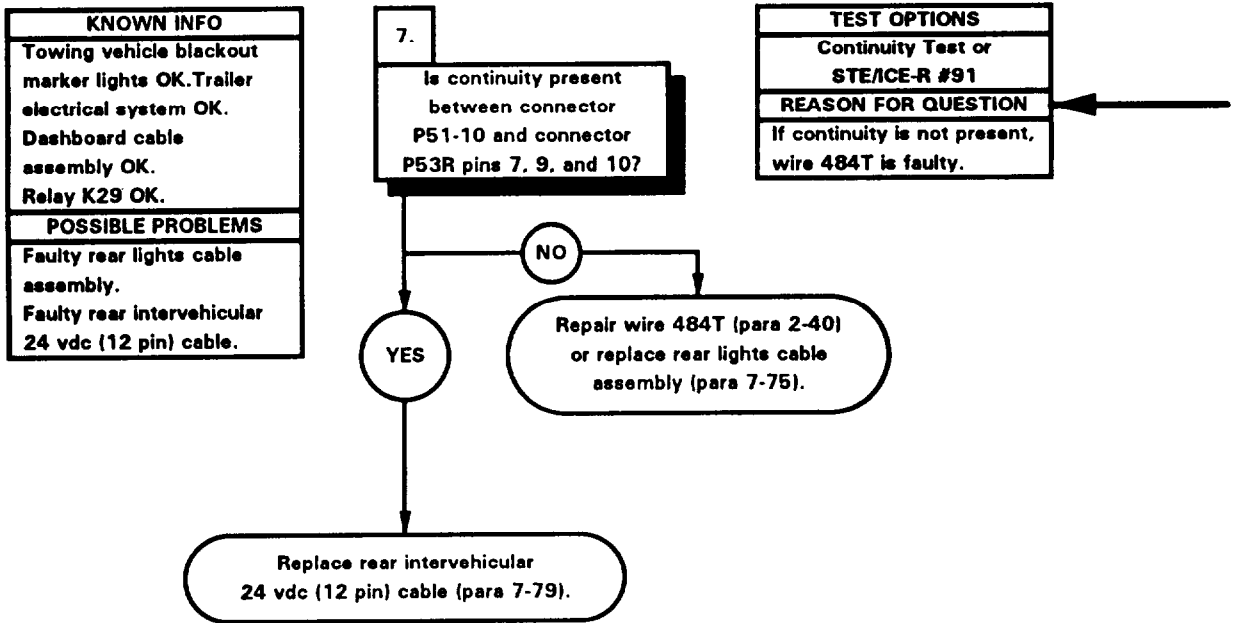 KNOWN INFO
Towing vehicle blackout
marker lights OK.Trailer
electrical system OK.
Dashboard cable
assembly OK.
Relay K29 OK.
POSSIBLE PROBLEMS
Faulty rear lights cable
assembly.
Faulty rear intervehicular
24 vdc (12 pin) cable.
7.
Is continuity present
between connector
P51-10 and connector
P53R pins 7, 9, and 10?
TEST OPTIONS
Continuity Test or
STE/ICE-R #91
REASON FOR QUESTION
If continuity is not present,
wire 484T is faulty.
NO
YES
Repair wire 484T (para 2-40)
or replace rear lights cable
assembly (para 7-75).
Replace rear intervehicular
24 vdc (12 pin) cable (para 7-79).